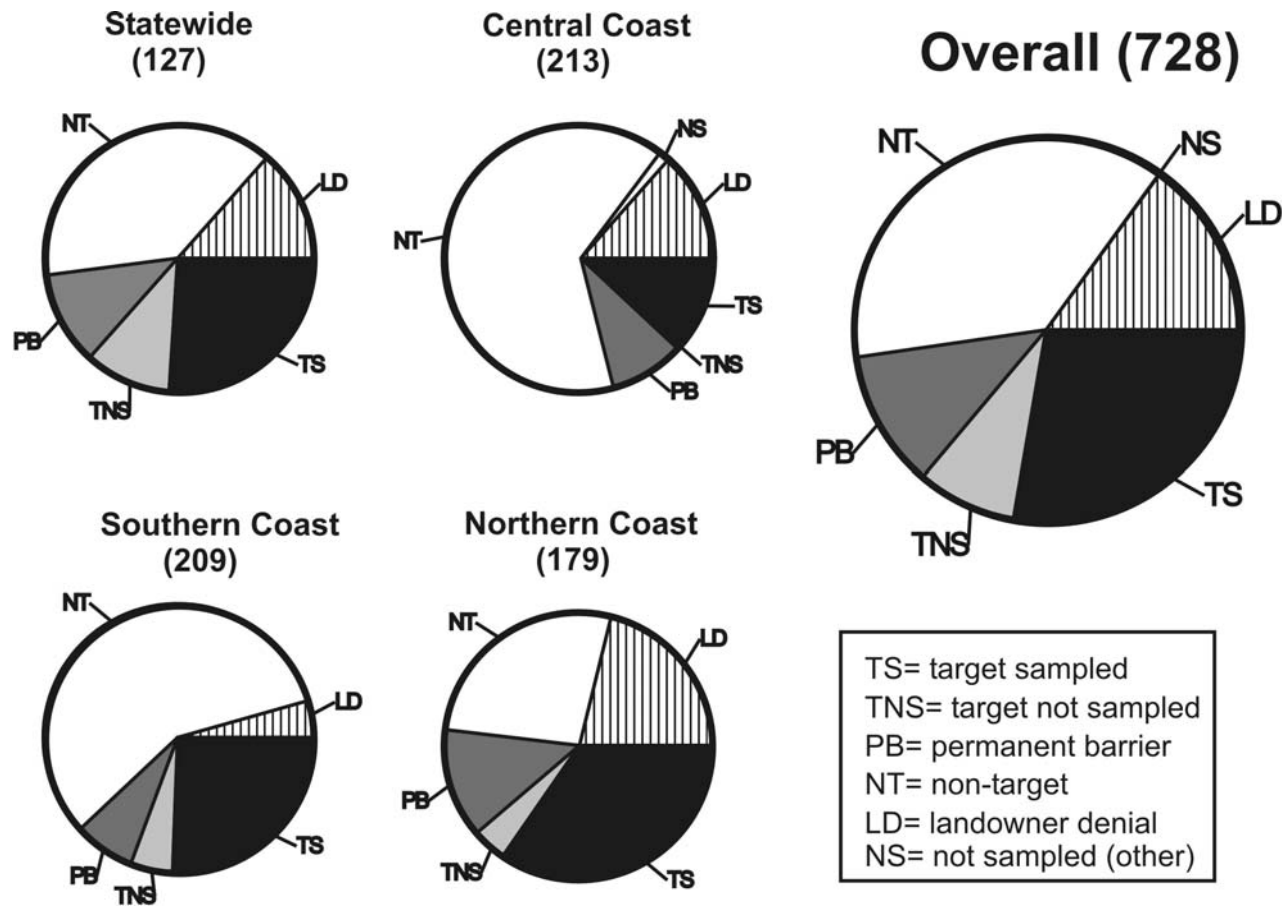 Statewide
(127)
NT
LD
PB
TNS
TS
Central Coast
(213)
NS
LD
NT
TS
TNS
PB
Overall (728)
NT
NS
LD
PB
TNS
TS
Southern Coast
(209)
NT
LD
PB
TNS
TS
Northern Coast
(179)
NT
LD
PB
TNS
TS
TS= target sampled
TNS= target not sampled
PB= permanent barrier
NT= non-target
LD= landowner denial
NS= not sampled (other)